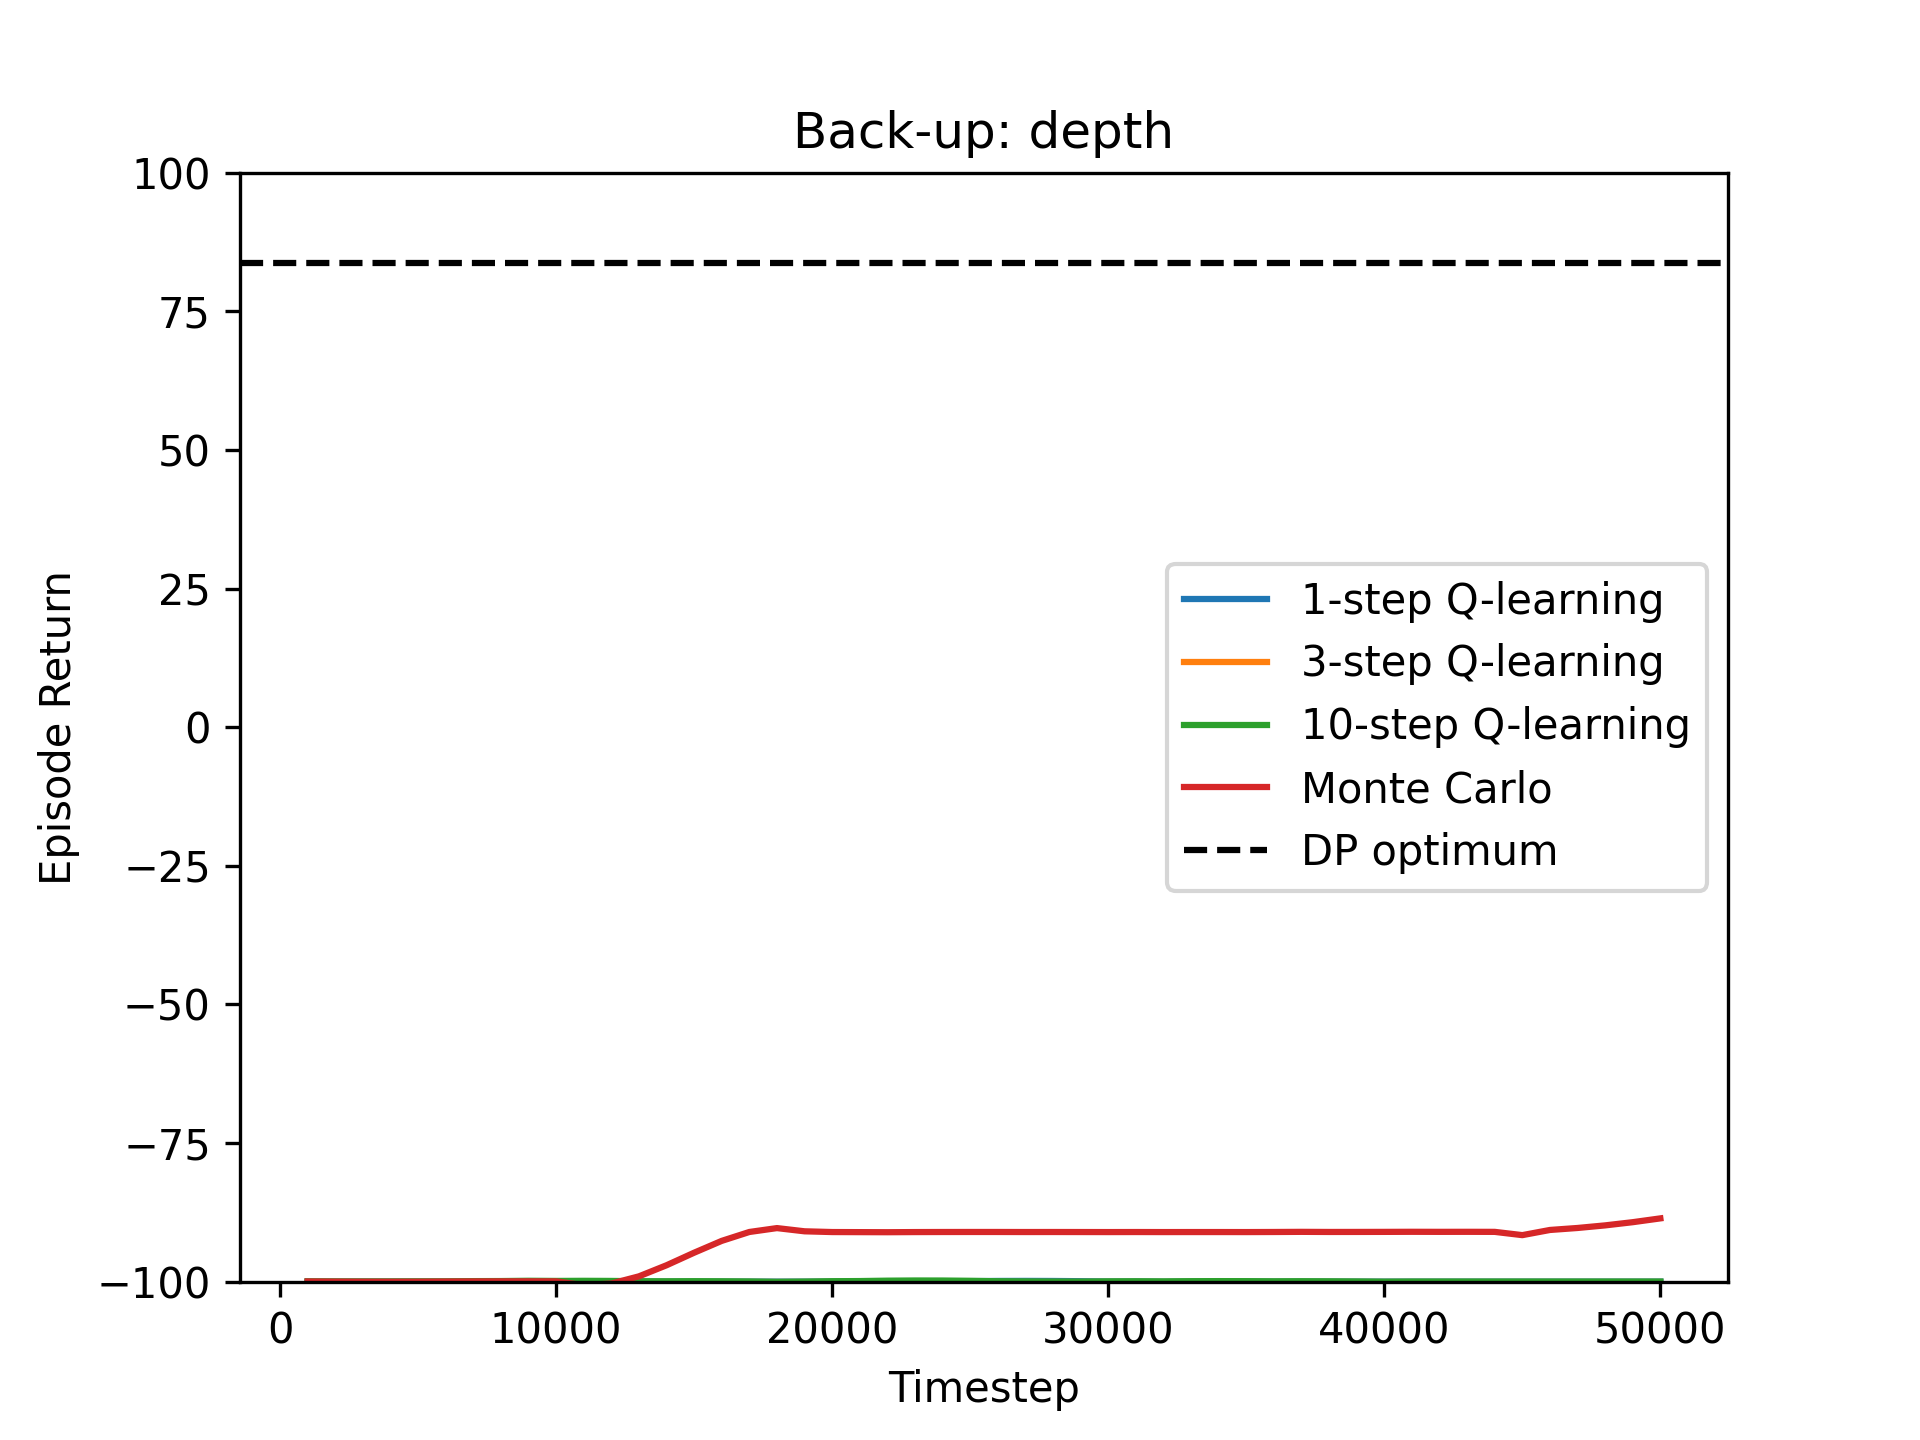 Back-up: depth
100
75
50
25
0
−25
−50
−75
−100
Episode Return
1-step Q-learning
3-step Q-learning
10-step Q-learning
Monte Carlo
DP optimum
0 10000 20000 30000 40000 50000
Timestep